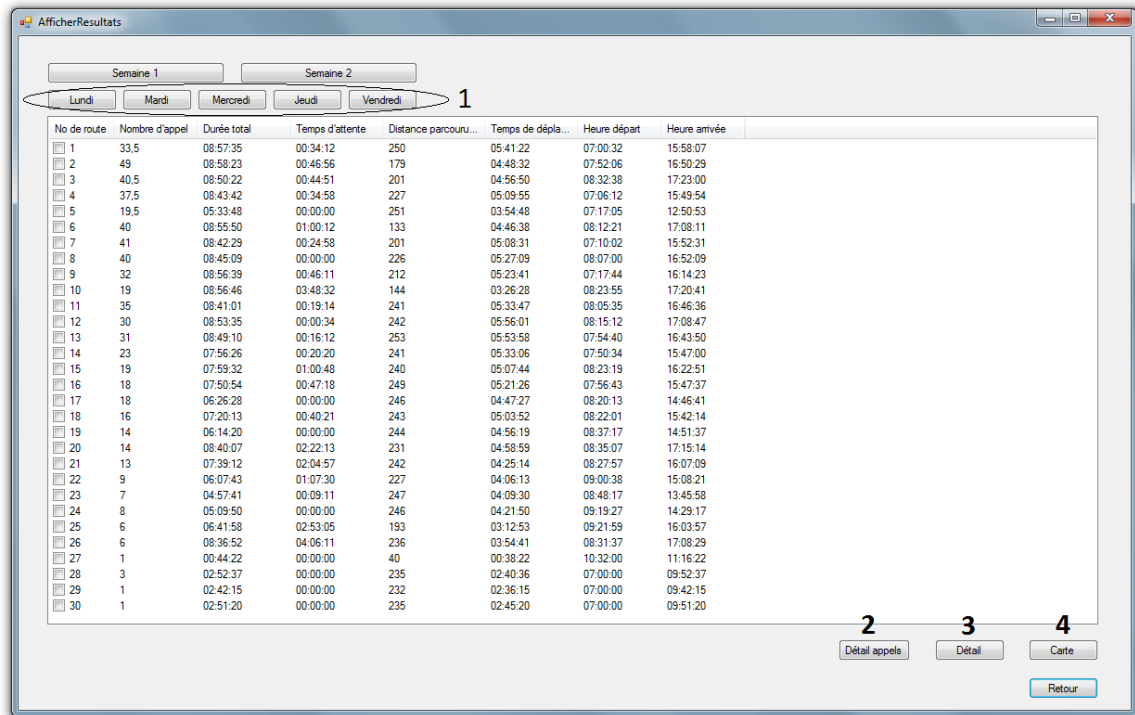 AfficherResultats
Semaine 1 Semaine 2
Lundi Mardi Mercredi Jeudi Vendredi 1
No de route Nombre d'appel Durée total Temps d'attente Distance parcouru... Temps de dépla... Heure départ Heure arrivée
1 33,5 08:57:35 00:34:12 250 05:41:22 07:00:32 15:58:07
2 49 08:58:23 00:46:56 179 04:48:32 07:52:06 16:50:29
3 40,5 08:50:22 00:44:51 201 04:56:50 08:32:38 17:23:00
4 37,5 08:43:42 00:34:58 227 05:09:55 07:06:12 15:49:54
5 19,5 05:33:48 00:00:00 251 03:54:48 07:17:05 12:50:53
6 40 08:55:50 01:00:12 133 04:46:38 08:12:21 17:08:11
7 41 08:42:29 00:24:58 201 05:08:31 07:10:02 15:52:31
8 40 08:45:09 00:00:00 226 05:27:09 08:07:00 16:52:09
9 32 08:56:39 00:46:11 212 05:23:41 07:17:44 16:14:23
10 19 08:56:46 03:48:32 144 03:26:28 08:23:55 17:20:41
11 35 08:41:01 00:19:14 241 05:33:47 08:05:35 16:46:36
12 30 08:53:35 00:00:34 242 05:56:01 08:15:12 17:08:47
13 31 08:49:10 00:16:12 253 05:53:58 07:54:40 16:43:50
14 23 07:56:26 00:20:20 241 05:33:06 07:50:34 15:47:00
15 19 07:59:32 01:00:48 240 05:07:44 08:23:19 16:22:51
16 18 07:50:54 00:47:18 249 05:21:26 07:56:43 15:47:37
17 18 06:26:28 00:00:00 246 04:47:27 08:20:13 14:46:41
18 16 07:20:13 00:40:21 243 05:03:52 08:22:01 15:42:14
19 14 06:14:20 00:00:00 244 04:56:19 08:37:17 14:51:37
20 14 08:40:07 02:22:13 231 04:58:59 08:35:07 17:15:14
21 13 07:39:12 02:04:57 242 04:25:14 08:27:57 16:07:09
22 9 06:07:43 01:07:30 227 04:06:13 09:00:38 15:08:21
23 7 04:57:41 00:09:11 247 04:09:30 08:48:17 13:45:58
24 8 05:09:50 00:00:00 246 04:21:50 09:19:27 14:29:17
25 6 06:41:58 02:53:05 193 03:12:53 09:21:59 16:03:57
26 6 08:36:52 04:06:11 236 03:54:41 08:31:37 17:08:29
27 1 00:44:22 00:00:00 40 00:38:22 10:32:00 11:16:22
28 3 02:52:37 00:00:00 235 02:40:36 07:00:00 09:52:37
29 1 02:42:15 00:00:00 232 02:36:15 07:00:00 09:42:15
30 1 02:51:20 00:00:00 235 02:45:20 07:00:00 09:51:20
2 3 4
Détail appels Détail Carte
Retour